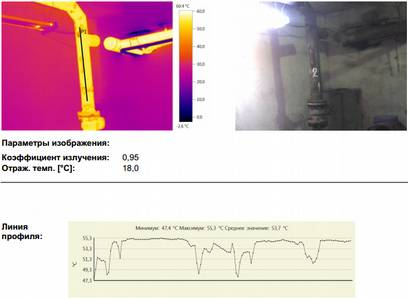 60,4 °C
60,0
50,0
40,0
30,0
20,0
10,0
0,0
-2,6 °C
2
Параметры изображения:
Коэффициент излучения: 0,95
Отраж. темп. [°C]: 18,0
Линия
профиля:
Минимум: 47,4 °C Максимум: 55,3 °C Среднее значение: 53,7 °C
55,3
53,3
51,3
49,3
47,3